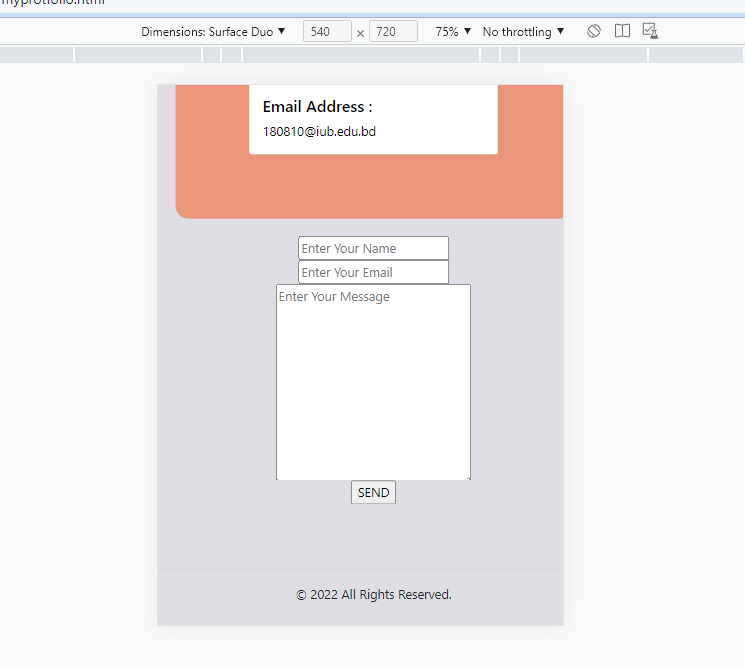 myprotfolio.html
Dimensions: Surface Duo ▼ 540 × 720 75% ▼ No throttling ▼
Email Address :
180810@iub.edu.bd
Enter Your Name
Enter Your Email
Enter Your Message
SEND
© 2022 All Rights Reserved.